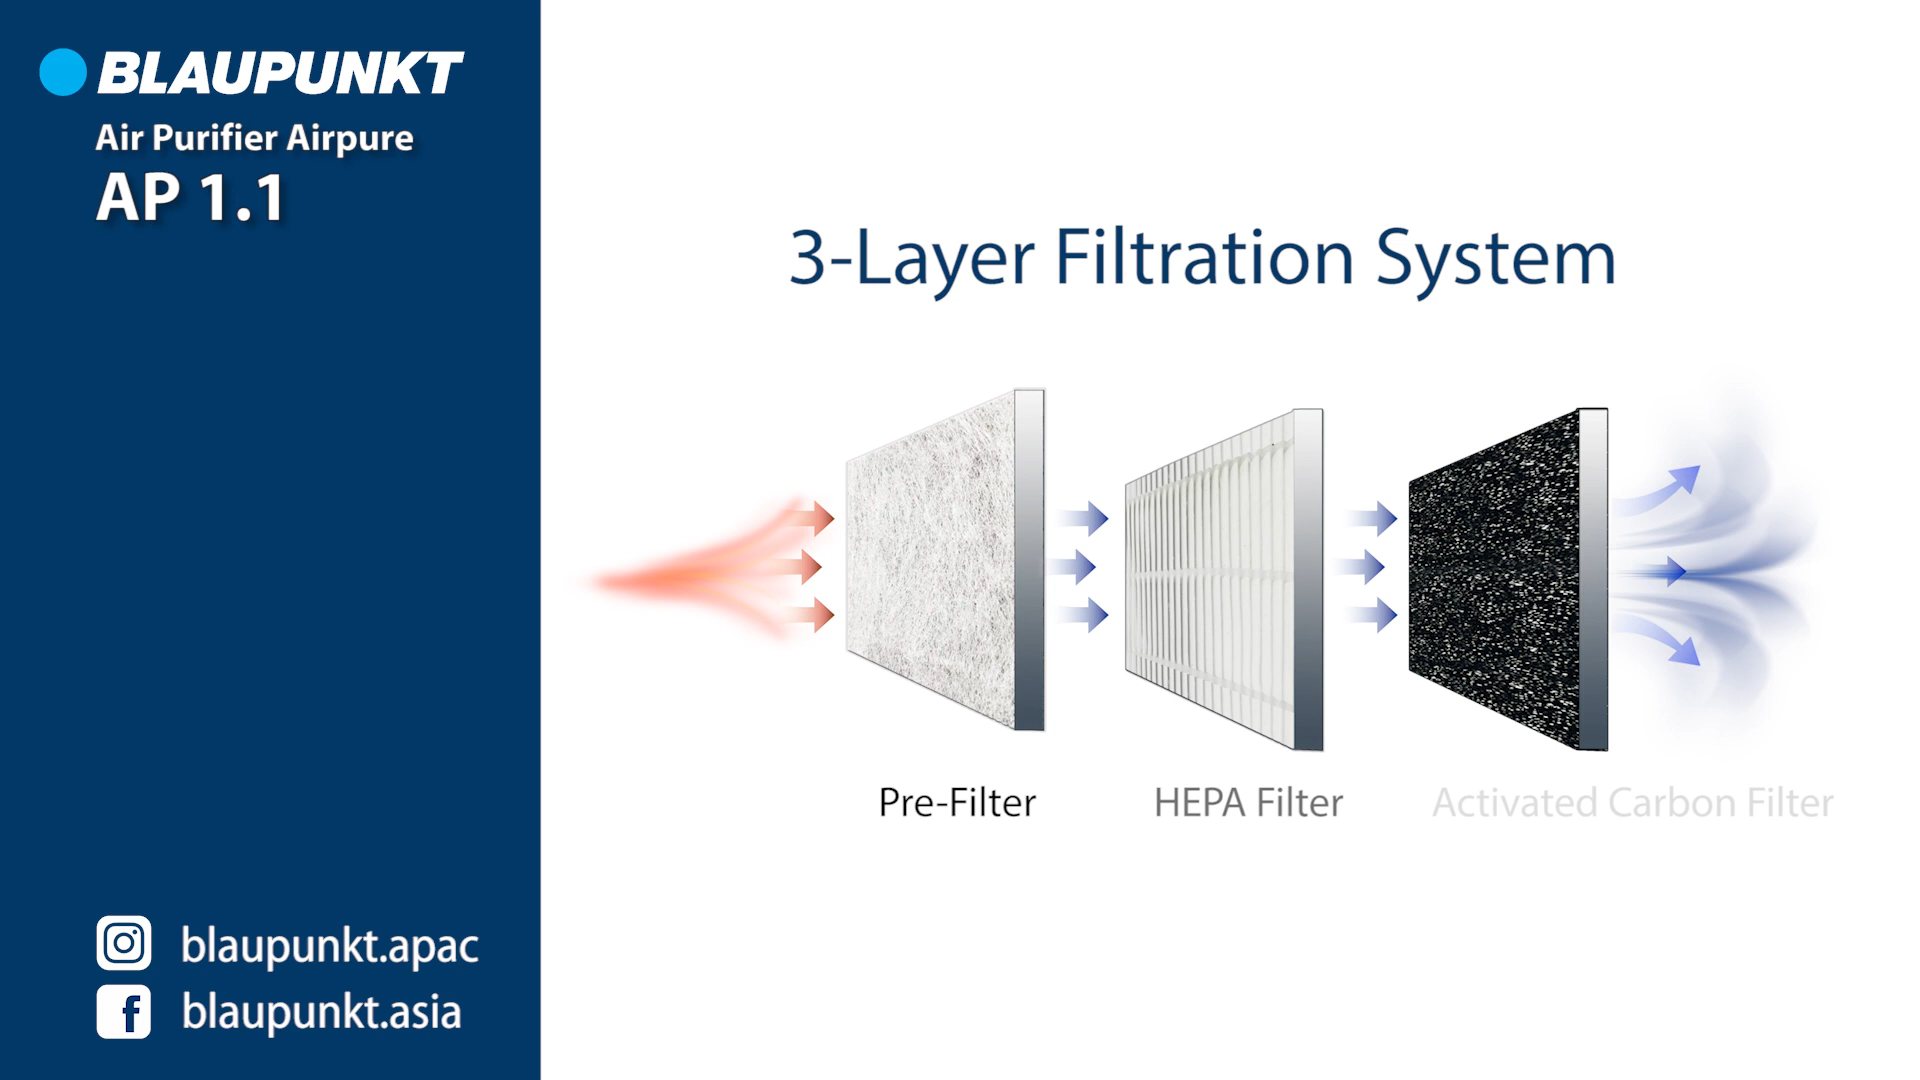 BLAUPUNKT
Air Purifier Airpure
AP 1.1
3-Layer Filtration System
Pre-Filter
HEPA Filter
Activated Carbon Filter
blaupunkt.apac
blaupunkt.asia